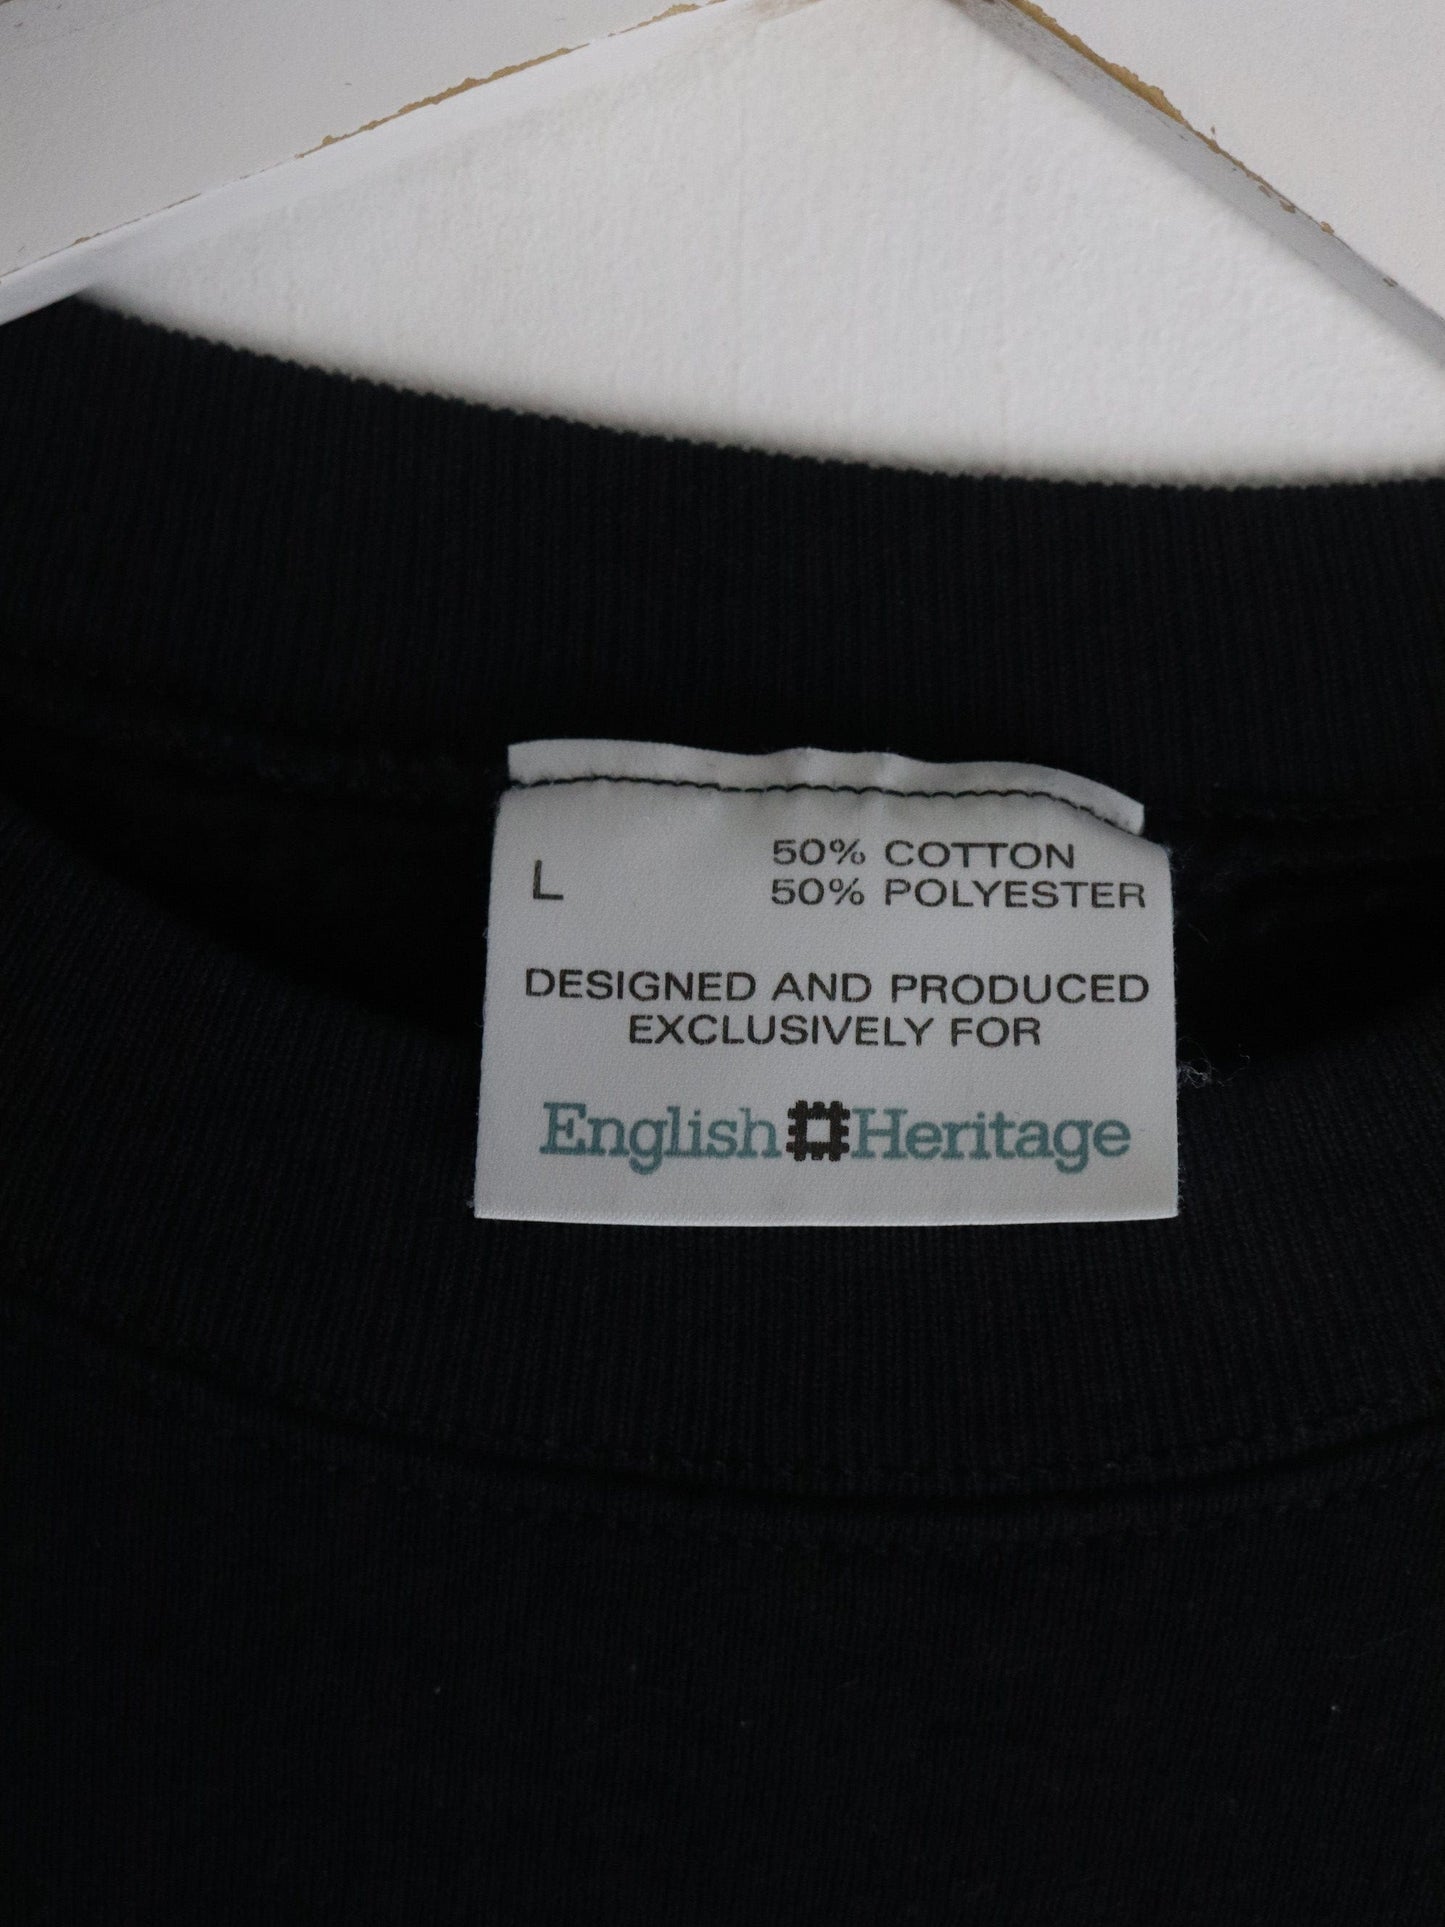 L
50% COTTON
50% POLYESTER
DESIGNED AND PRODUCED
EXCLUSIVELY FOR
English Heritage